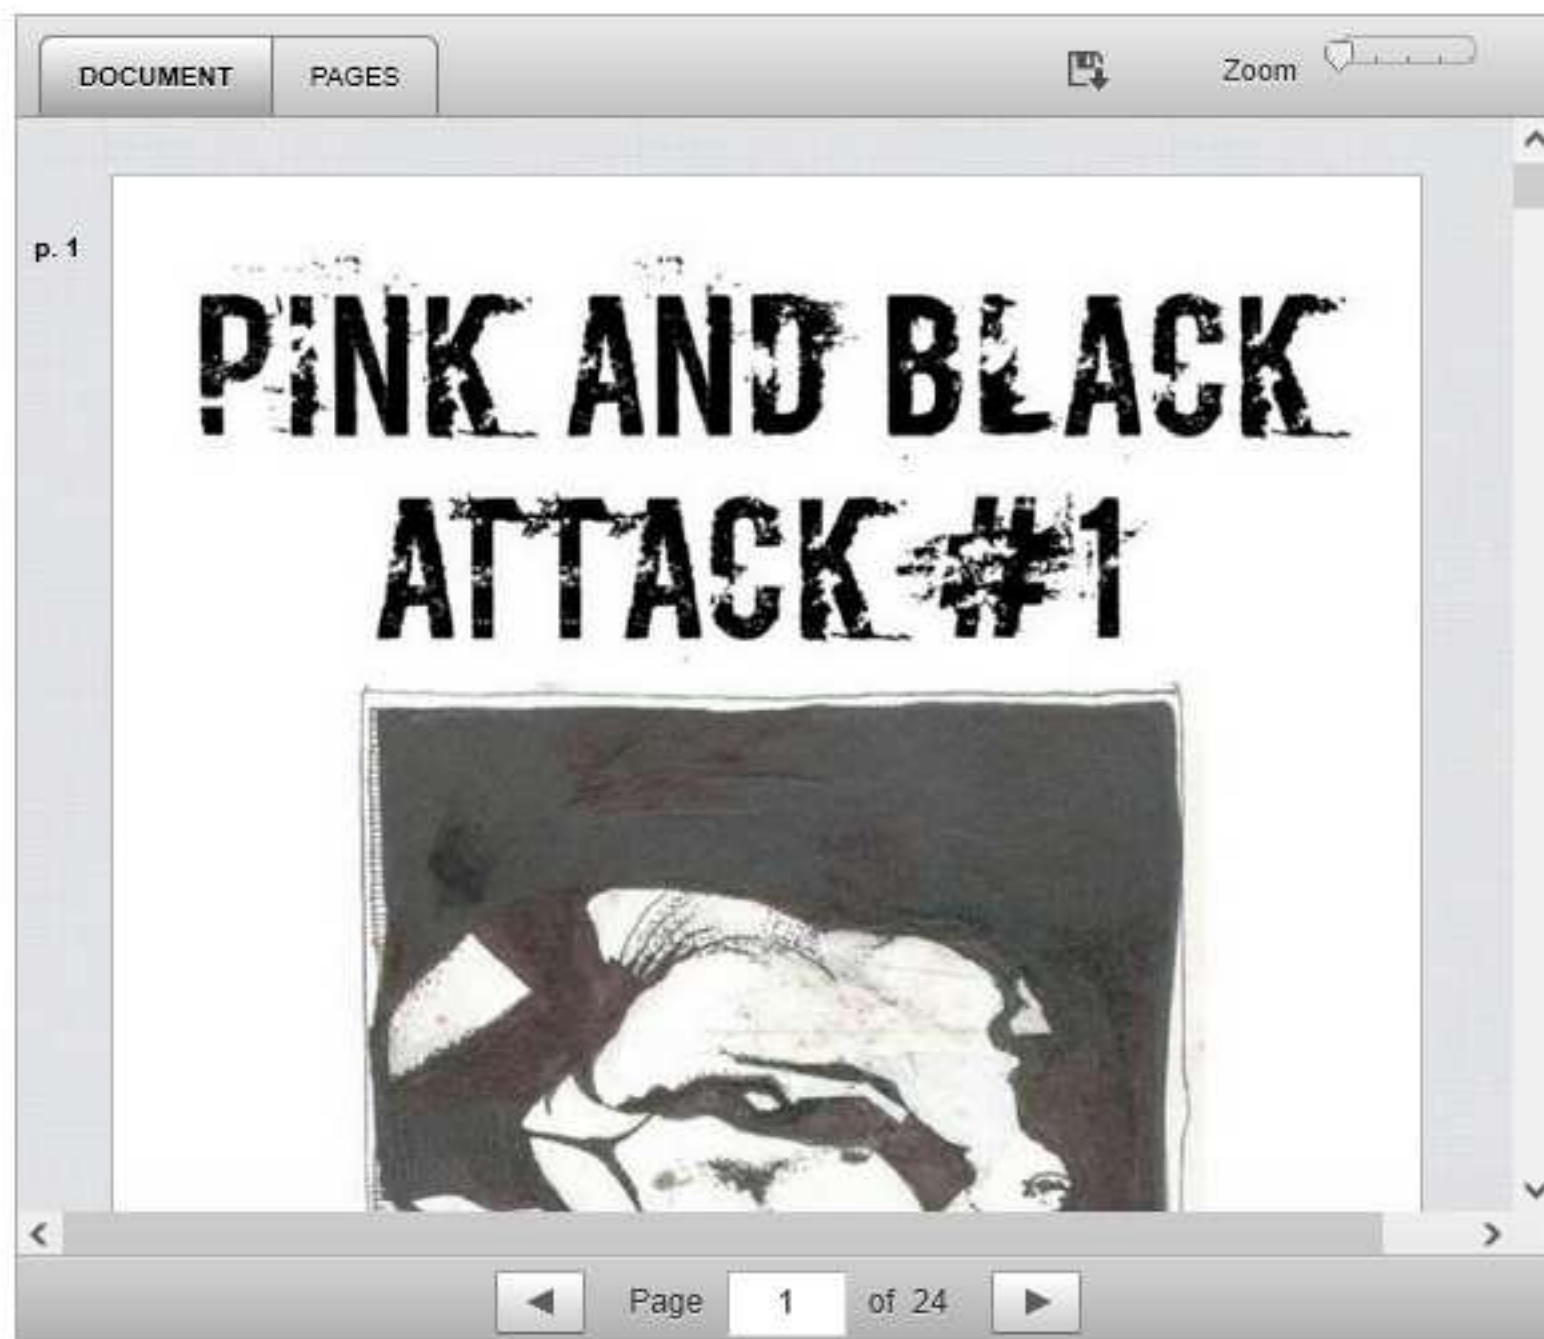 DOCUMENT PAGES Zoom
p. 1
PINK AND BLACK
ATTACK #1
Page 1 of 24